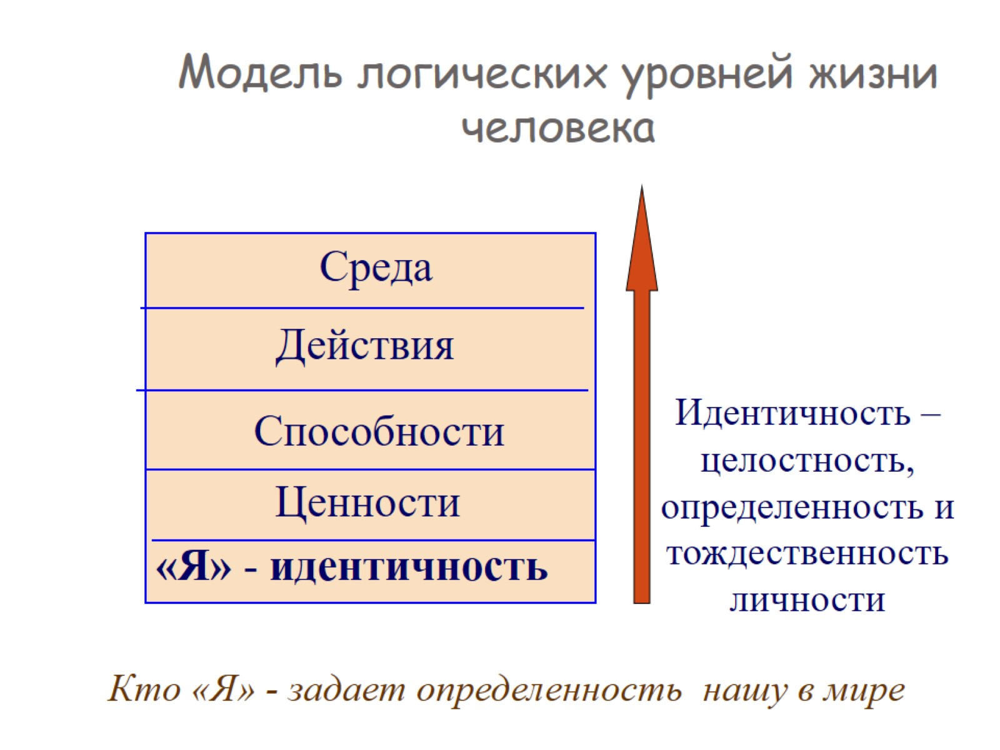 Модель логических уровней жизни
человека
Среда
Действия
Способности
Ценности
«Я» - идентичность
Идентичность –
целостность,
определенность и
тождественность
личности
Кто «Я» - задает определенность нашу в мире